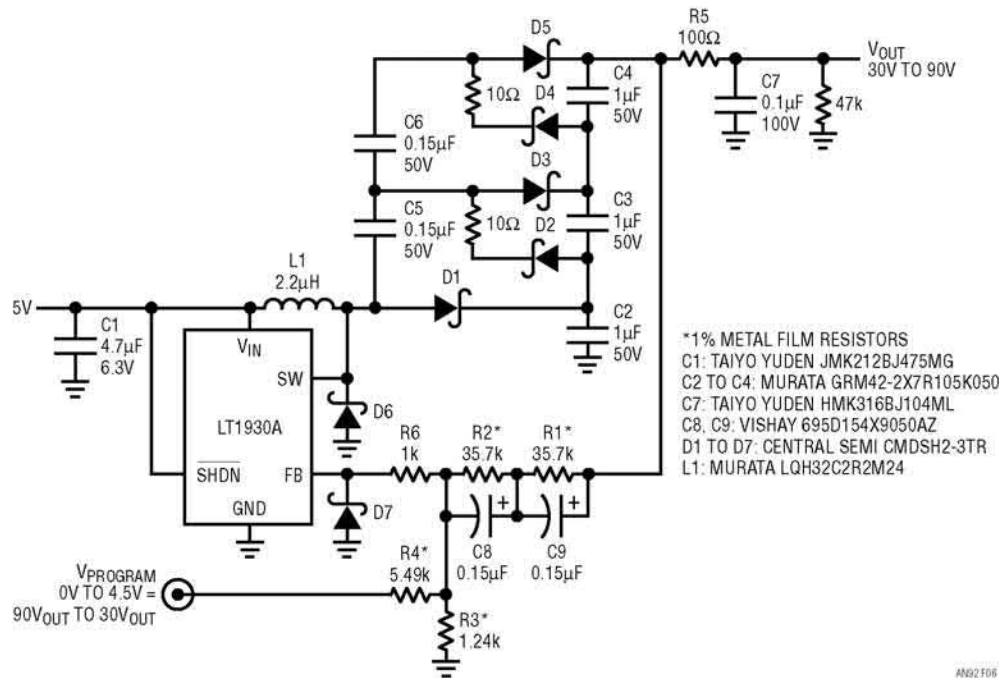 D5
R5
100Ω
VOUT
30V TO 90V
C4
1µF
50V
10Ω
D4
C7
0.1µF
100V
47k
C6
0.15µF
50V
D3
C5
0.15µF
50V
10Ω
D2
C3
1µF
50V
L1
2.2µH
D1
5V
C1
4.7µF
6.3V
C2
1µF
50V
VIN
SW
LT1930A
SHDN
FB
GND
D6
D7
R6
1k
R2*
35.7k
R1*
35.7k
+
+
C8
0.15µF
C9
0.15µF
R4*
5.49k
R3*
1.24k
VPROGRAM
0V TO 4.5V =
90VOUT TO 30VOUT
*1% METAL FILM RESISTORS
C1: TAIYO YUDEN JMK212BJ475MG
C2 TO C4: MURATA GRM42-2X7R105K050
C7: TAIYO YUDEN HMK316BJ104ML
C8, C9: VISHAY 695D154X9050AZ
D1 TO D7: CENTRAL SEMI CMDSH2-3TR
L1: MURATA LQH32C2R2M24
AN92 F06